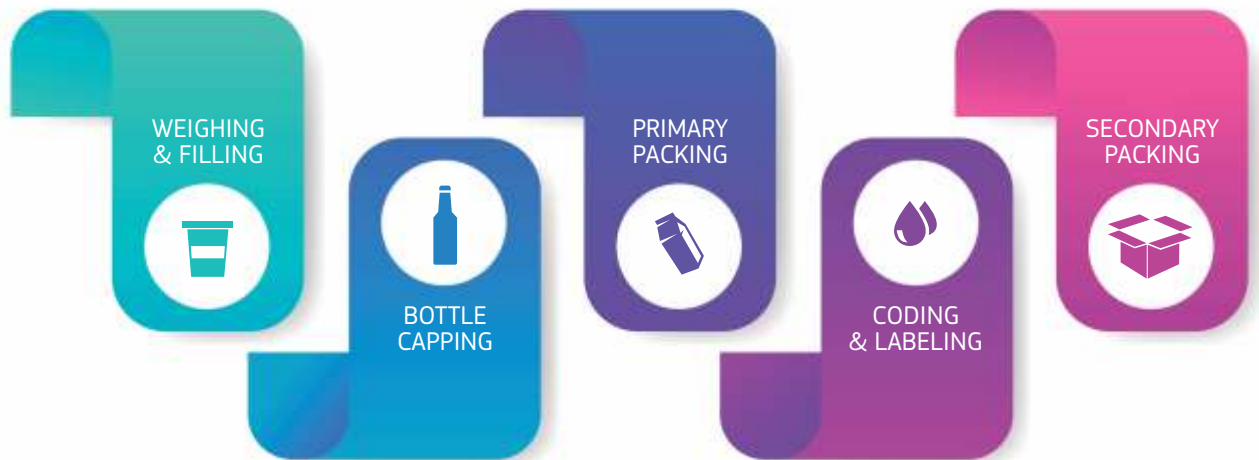 WEIGHING
& FILLING
BOTTLE
CAPPING
PRIMARY
PACKING
CODING
& LABELING
SECONDARY
PACKING